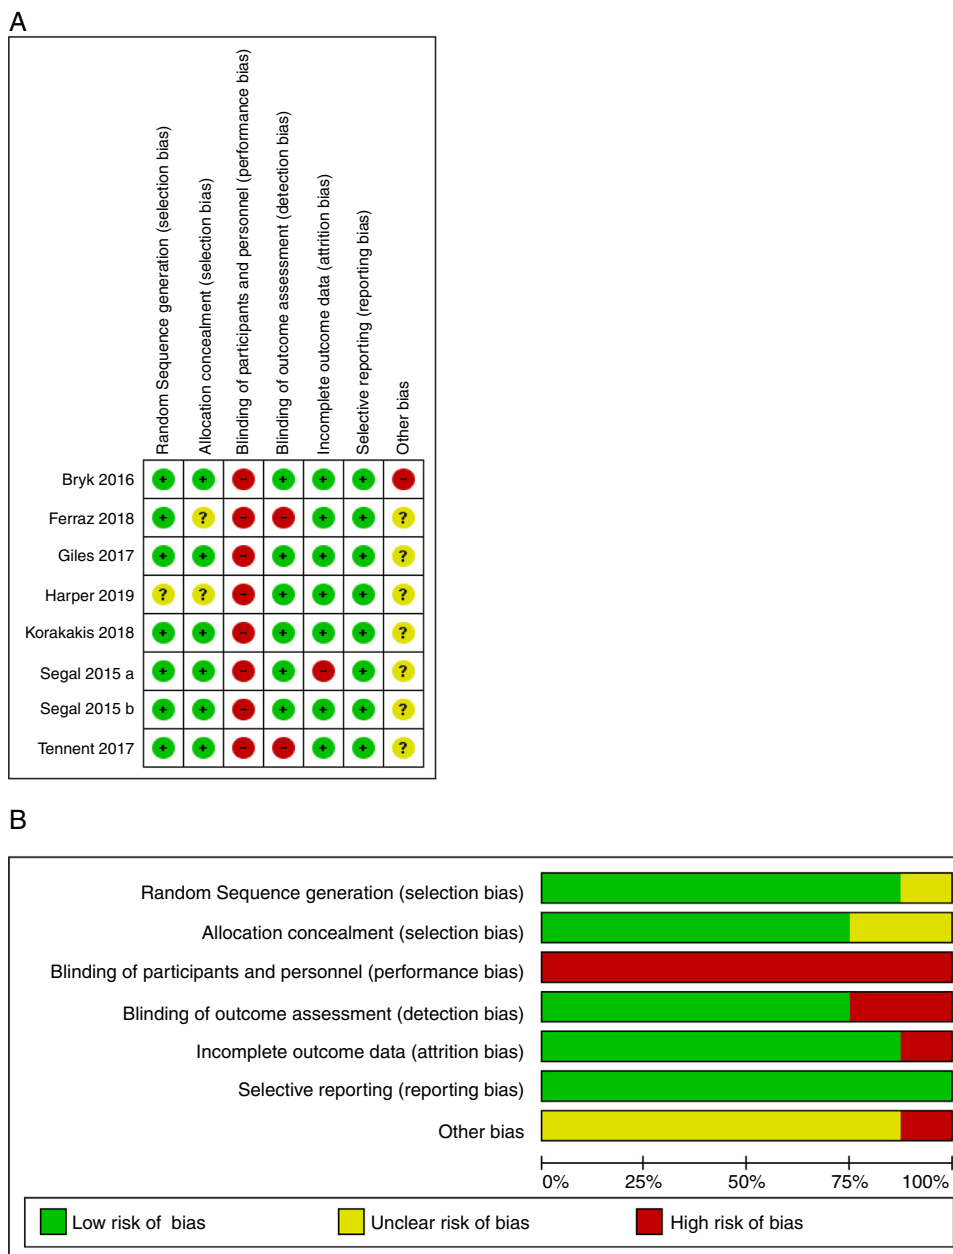 A
Random Sequence generation (selection bias)
Allocation concealment (selection bias)
Blinding of participants and personnel (performance bias)
Blinding of outcome assessment (detection bias)
Incomplete outcome data (attrition bias)
Selective reporting (reporting bias)
Other bias
Bryk 2016 + + - + + + -
Ferraz 2018 + ? - - + + ?
Giles 2017 + + - + + + ?
Harper 2019 ? ? - + + + ?
Korakakis 2018 + + - + + + ?
Segal 2015 a + + - + - + ?
Segal 2015 b + + - + + + ?
Tennent 2017 + + - - + + ?
B
Random Sequence generation (selection bias)
Allocation concealment (selection bias)
Blinding of participants and personnel (performance bias)
Blinding of outcome assessment (detection bias)
Incomplete outcome data (attrition bias)
Selective reporting (reporting bias)
Other bias
0% 25% 50% 75% 100%
Low risk of bias Unclear risk of bias High risk of bias